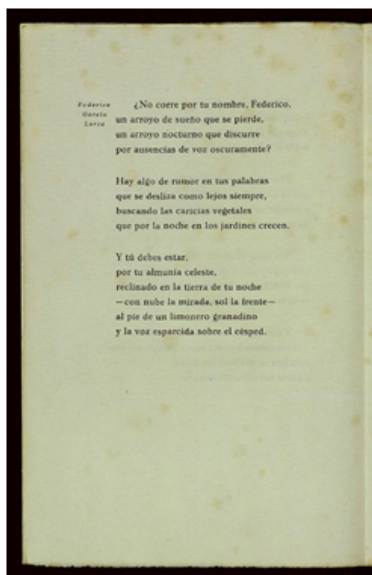 Federico
García
Lorca
¿No corre por tu nombre, Federico,
un arroyo de sueño que se pierde,
un arroyo nocturno que discurre
por ausencias de voz oscuramente?
Hay algo de rumor en tus palabras
que se desliza como lejos siempre,
buscando las caricias vegetales
que por la noche en los jardines crecen.
Y tú debes estar,
por tu almunia celeste,
reclinado en la tierra de tu noche
—con nube la mirada, sol la frente—
al pie de un limonero granadino
y la voz esparcida sobre el césped.